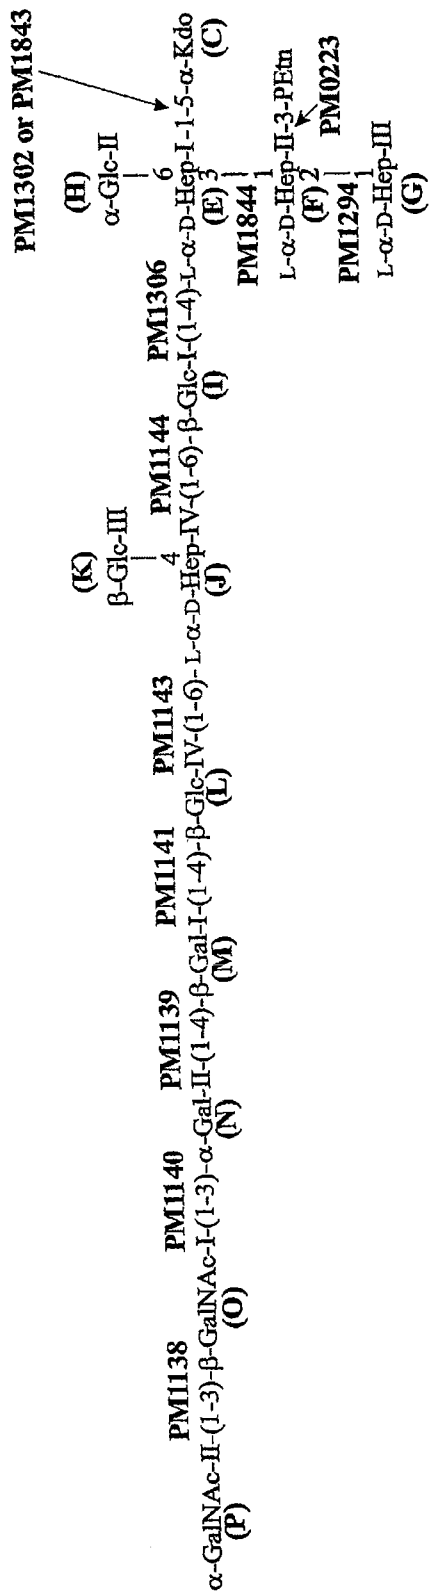 PM1302 or PM1843
(K)
(H)
β-Glc-III
α-Glc-II
PM1138 PM1140 PM1139 PM1141 PM1143 4 PM1144 PM1306 6
α-GalNAc-II-(1-3)-β-GalNAc-I-(1-3)-α-Gal-II-(1-4)-β-Gal-I-(1-4)-β-Glc-IV-(1-6)-L-α-D-Hep-IV-(1-6)-β-Glc-I-(1-4)-L-α-D-Hep-I-1-5-α-Kdo
(P) (O) (N) (M) (L) (J) (I) (E) 3 (C)
PM1844 1
L-α-D-Hep-II-3-PEtn
(F) 2 PM0223
PM1294 1
L-α-D-Hep-III
(G)